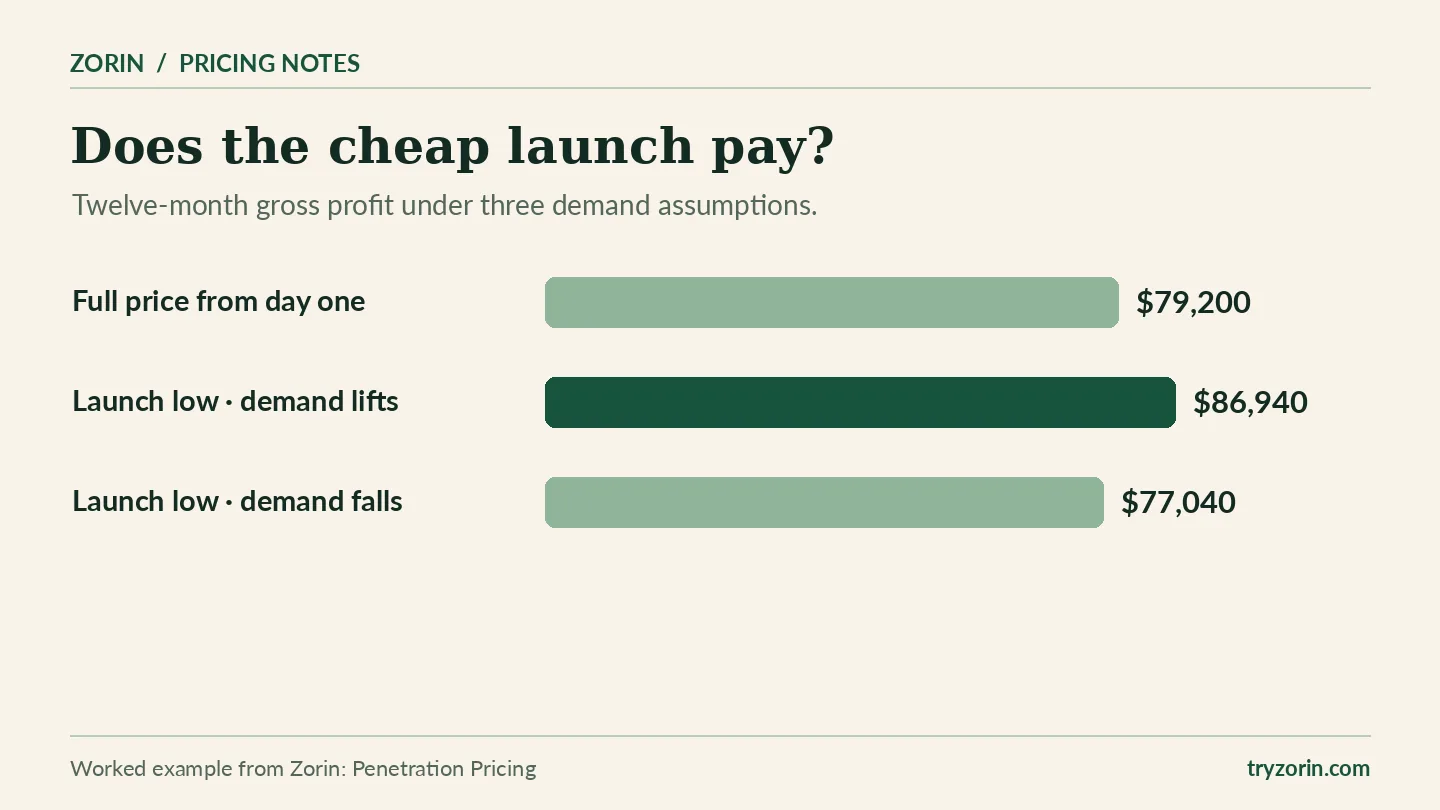 ZORIN / PRICING NOTES
Does the cheap launch pay?
Twelve-month gross profit under three demand assumptions.
Full price from day one $79,200
Launch low · demand lifts $86,940
Launch low · demand falls $77,040
Worked example from Zorin: Penetration Pricing tryzorin.com